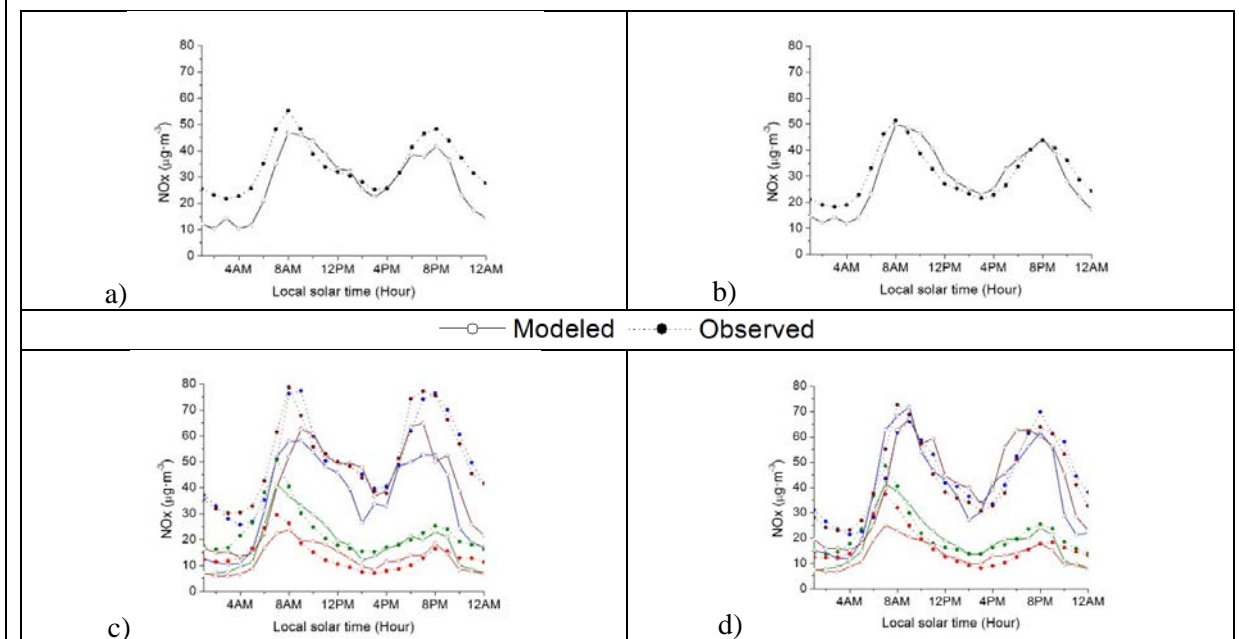 80
70
60
50
40
30
20
10
0
NOx (µg·m⁻³)
4AM 8AM 12PM 4PM 8PM 12AM
Local solar time (Hour)
a)
80
70
60
50
40
30
20
10
0
NOx (µg·m⁻³)
4AM 8AM 12PM 4PM 8PM 12AM
Local solar time (Hour)
b)
Modeled Observed
80
70
60
50
40
30
20
10
0
NOx (µg·m⁻³)
4AM 8AM 12PM 4PM 8PM 12AM
Local solar time (Hour)
c)
80
70
60
50
40
30
20
10
0
NOx (µg·m⁻³)
4AM 8AM 12PM 4PM 8PM 12AM
Local solar time (Hour)
d)